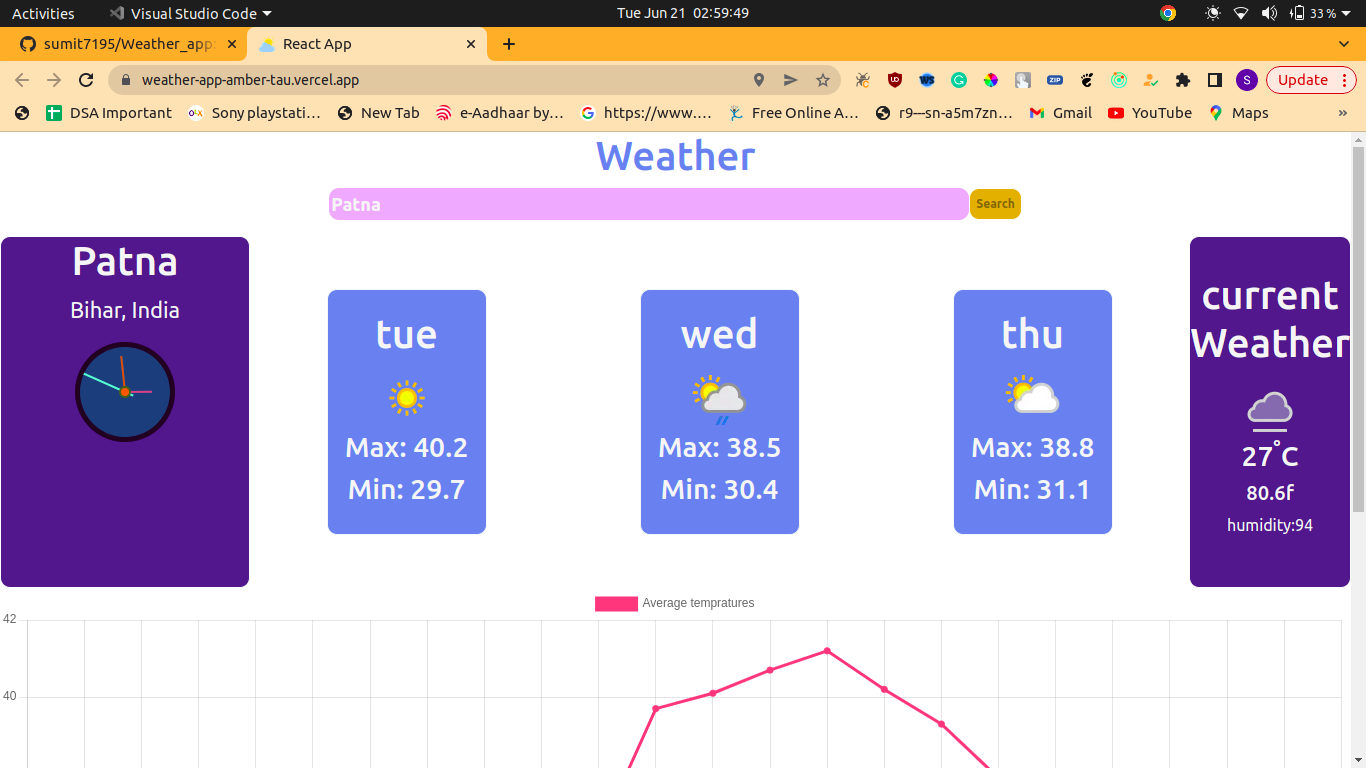 Activities Visual Studio Code Tue Jun 21 02:59:49 33 %
sumit7195/Weather_app: React App
weather-app-amber-tau.vercel.app S Update
DSA Important Sony playstati… New Tab e-Aadhaar by… https://www.… Free Online A… r9---sn-a5m7zn… Gmail YouTube Maps »
Weather
Patna Search
Patna
Bihar, India
tue
Max: 40.2
Min: 29.7
wed
Max: 38.5
Min: 30.4
thu
Max: 38.8
Min: 31.1
current
Weather
27°C
80.6f
humidity:94
Average tempratures
42
40